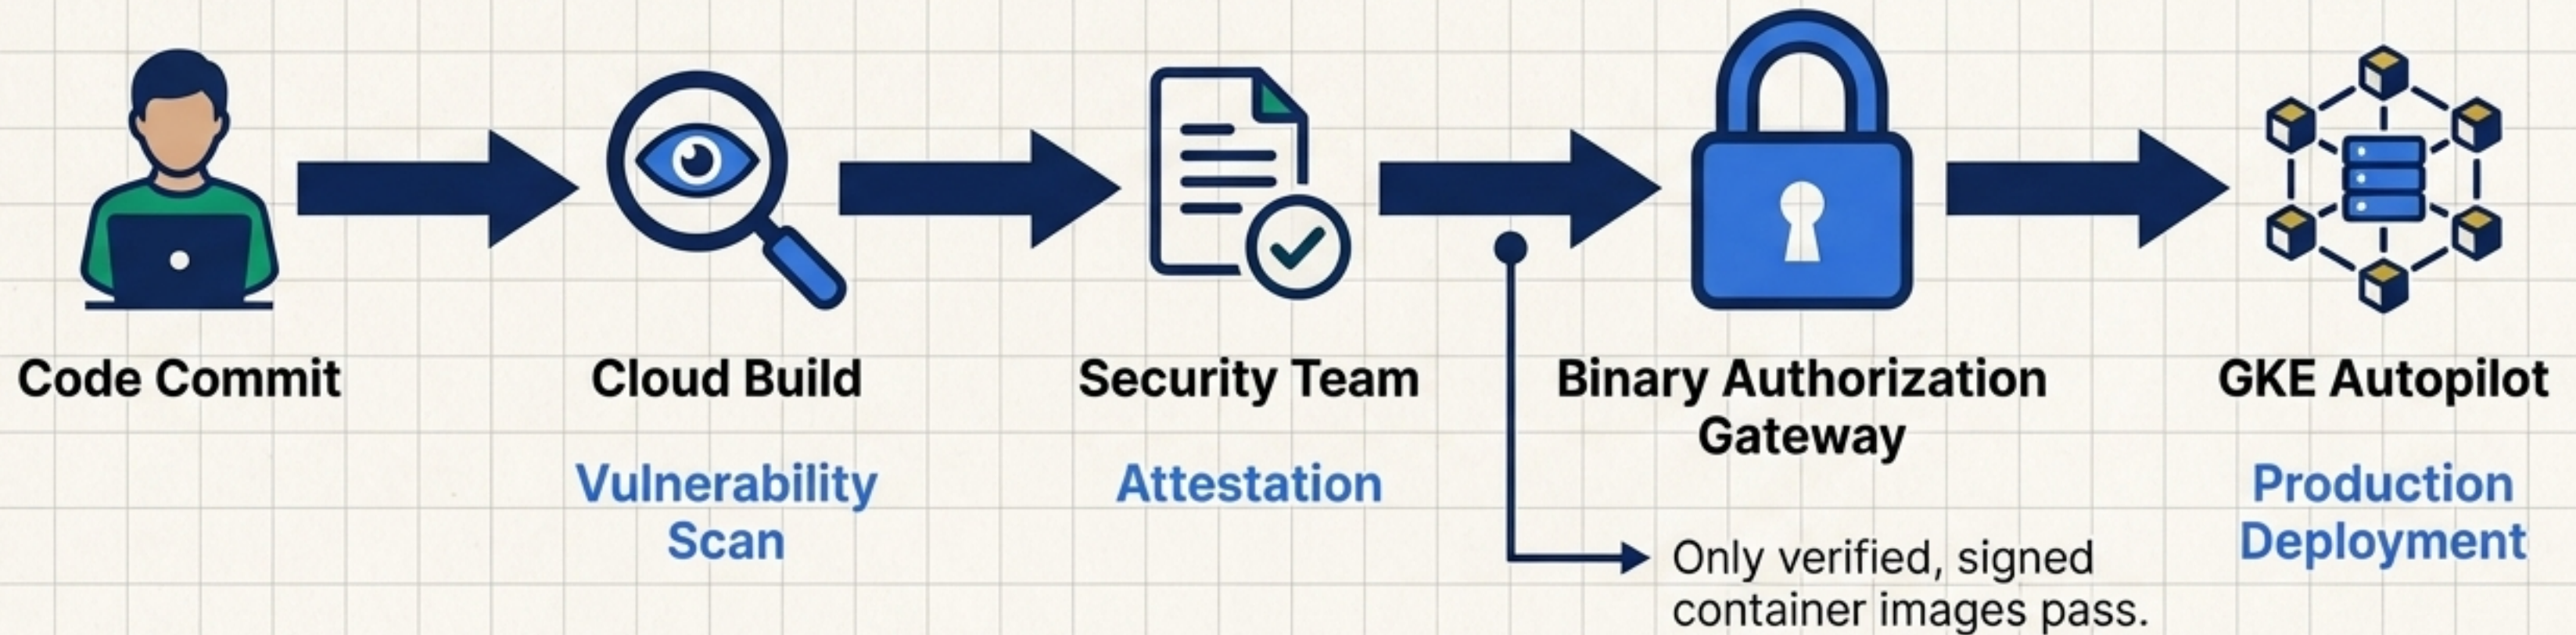 Code Commit
Cloud Build
Vulnerability
Scan
Security Team
Attestation
Binary Authorization
Gateway
Only verified, signed
container images pass.
GKE Autopilot
Production
Deployment